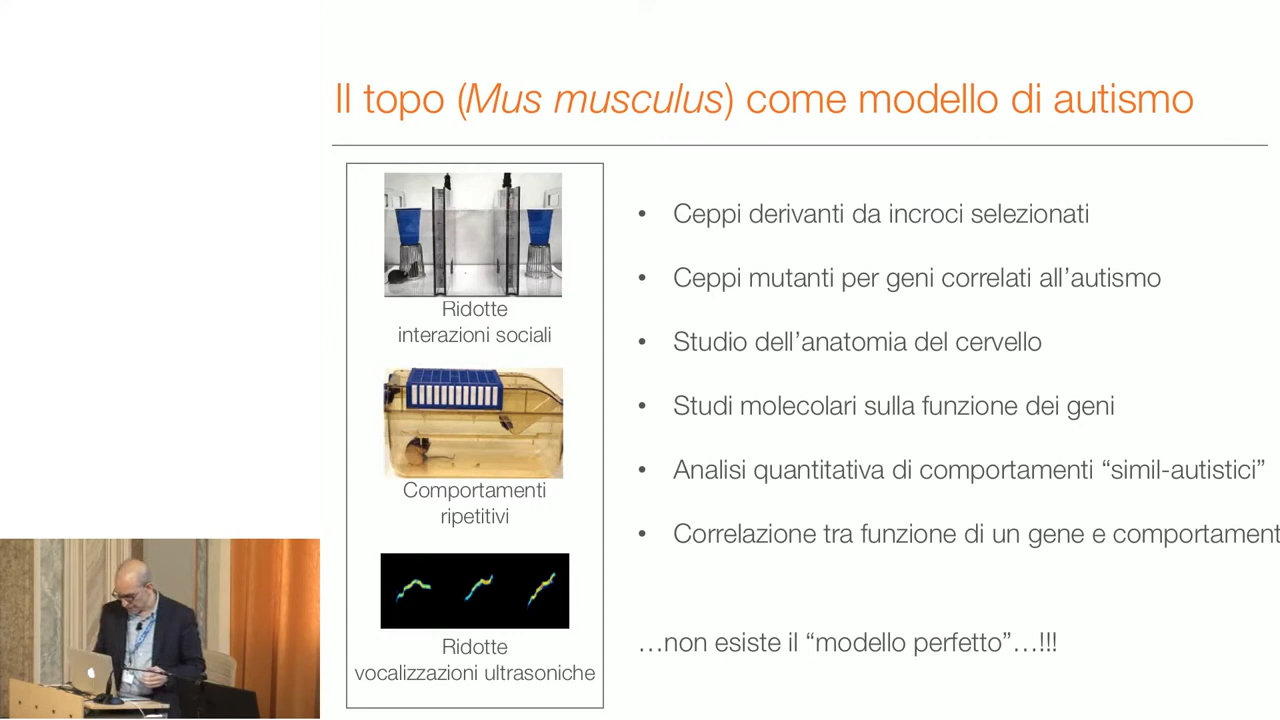 Il topo (Mus musculus) come modello di autismo
Ridotte
interazioni sociali
Comportamenti
ripetitivi
Ridotte
vocalizzazioni ultrasoniche
• Ceppi derivanti da incroci selezionati
• Ceppi mutanti per geni correlati all’autismo
• Studio dell’anatomia del cervello
• Studi molecolari sulla funzione dei geni
• Analisi quantitativa di comportamenti “simil-autistici”
• Correlazione tra funzione di un gene e comportament
…non esiste il “modello perfetto”…!!!